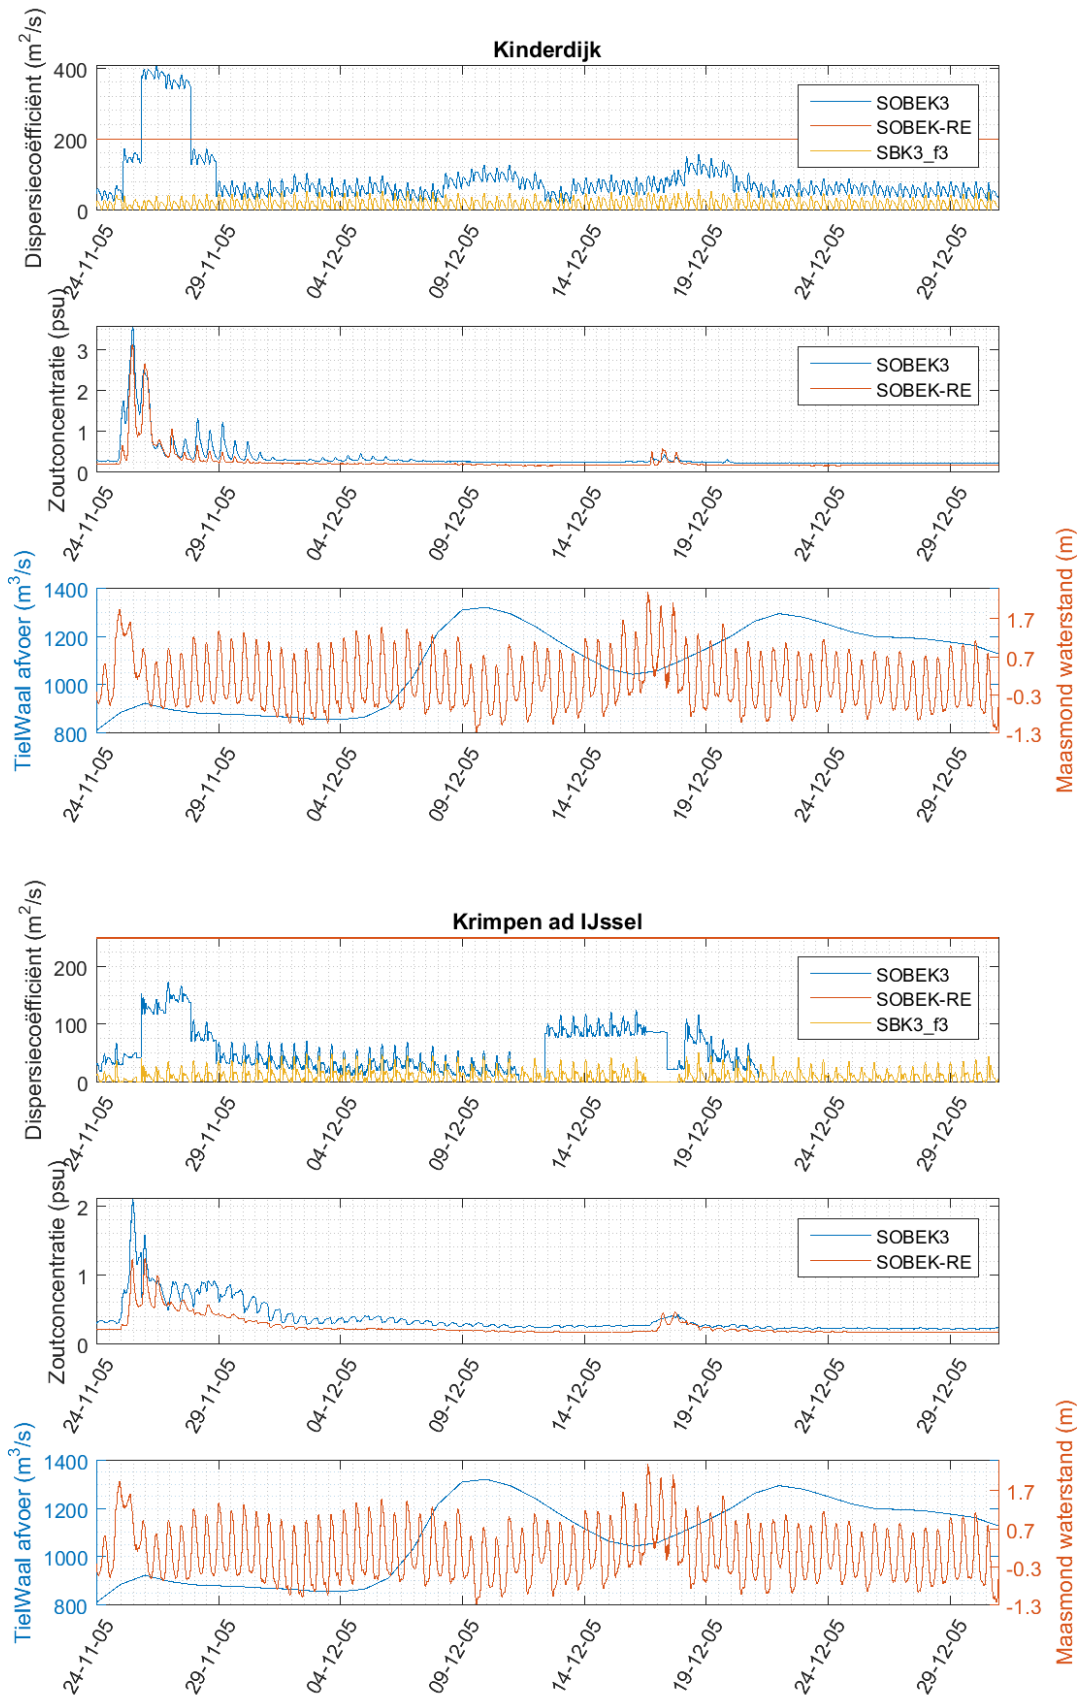 Kinderdijk
Dispersiecoëfficiënt (m²/s)
400
200
0
SOBEK3
SOBEK-RE
SBK3_f3
24-11-05 29-11-05 04-12-05 09-12-05 14-12-05 19-12-05 24-12-05 29-12-05
Zoutconcentratie (psu)
3
2
1
0
SOBEK3
SOBEK-RE
24-11-05 29-11-05 04-12-05 09-12-05 14-12-05 19-12-05 24-12-05 29-12-05
TielWaal afvoer (m³/s)
1400
1200
1000
800
Maasmond waterstand (m)
1.7
0.7
-0.3
-1.3
24-11-05 29-11-05 04-12-05 09-12-05 14-12-05 19-12-05 24-12-05 29-12-05
Krimpen ad IJssel
Dispersiecoëfficiënt (m²/s)
200
100
0
SOBEK3
SOBEK-RE
SBK3_f3
24-11-05 29-11-05 04-12-05 09-12-05 14-12-05 19-12-05 24-12-05 29-12-05
Zoutconcentratie (psu)
2
1
0
SOBEK3
SOBEK-RE
24-11-05 29-11-05 04-12-05 09-12-05 14-12-05 19-12-05 24-12-05 29-12-05
TielWaal afvoer (m³/s)
1400
1200
1000
800
Maasmond waterstand (m)
1.7
0.7
-0.3
-1.3
24-11-05 29-11-05 04-12-05 09-12-05 14-12-05 19-12-05 24-12-05 29-12-05